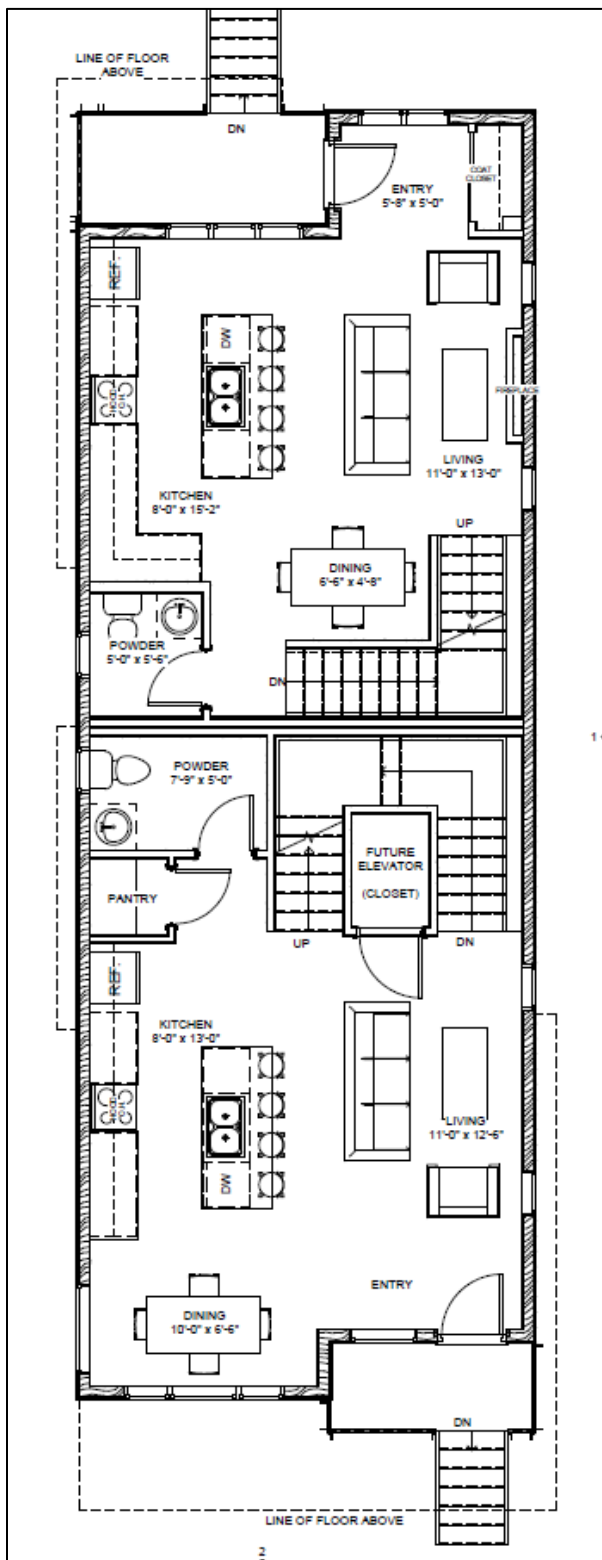 LINE OF FLOOR
ABOVE
DN
COAT
CLOSET
ENTRY
5'-8" x 5'-0"
REF.
DW
HOOD
FIREPLACE
LIVING
11'-0" x 13'-0"
KITCHEN
8'-0" x 15'-2"
UP
DINING
6'-6" x 4'-8"
POWDER
5'-0" x 5'-6"
DN
1
POWDER
7'-9" x 5'-0"
FUTURE
ELEVATOR
(CLOSET)
PANTRY
UP
DN
REF.
KITCHEN
8'-0" x 13'-0"
HOOD
LIVING
11'-0" x 12'-6"
DW
ENTRY
DINING
10'-0" x 6'-6"
DN
LINE OF FLOOR ABOVE
2